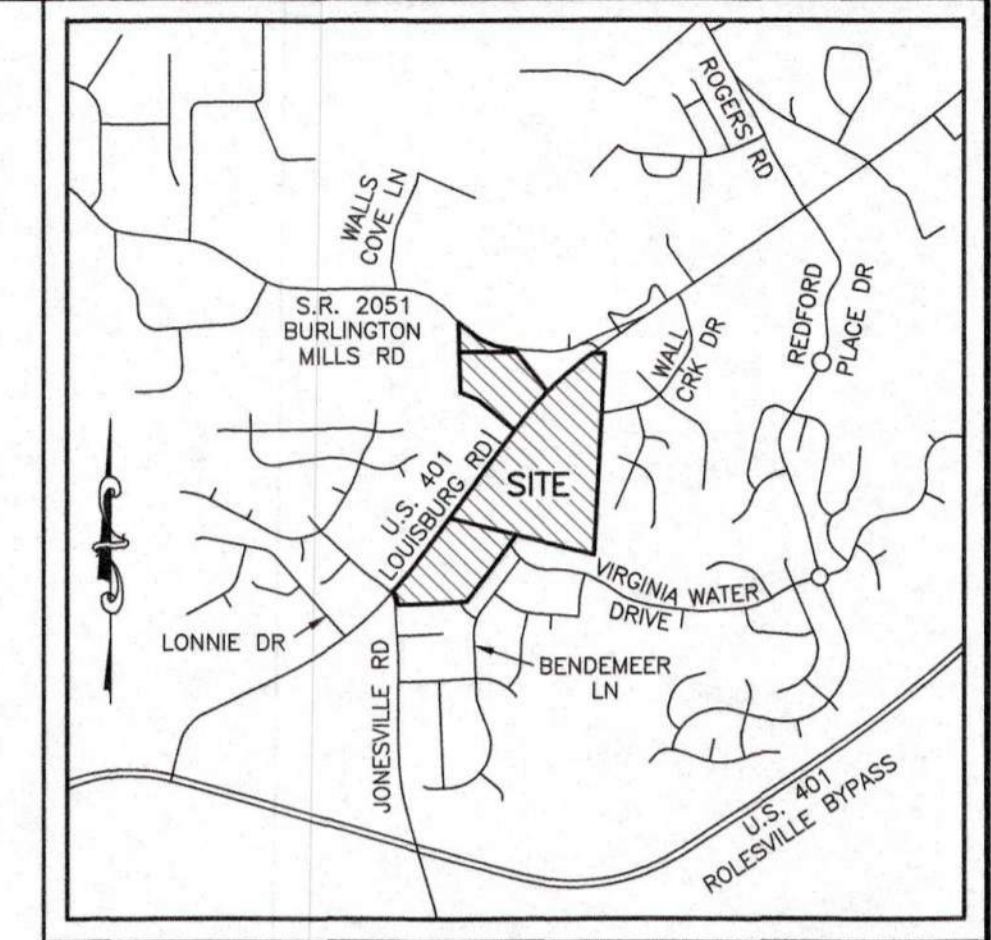 ROGERS RD
WALLS
COVE LN
S.R. 2051
BURLINGTON
MILLS RD
REDFORD
PLACE DR
WALL
CRK DR
U.S. 401
LOUISBURG RD
SITE
VIRGINIA WATER
DRIVE
LONNIE DR
JONESVILLE RD
BENDEMEER
LN
U.S. 401
ROLESVILLE BYPASS